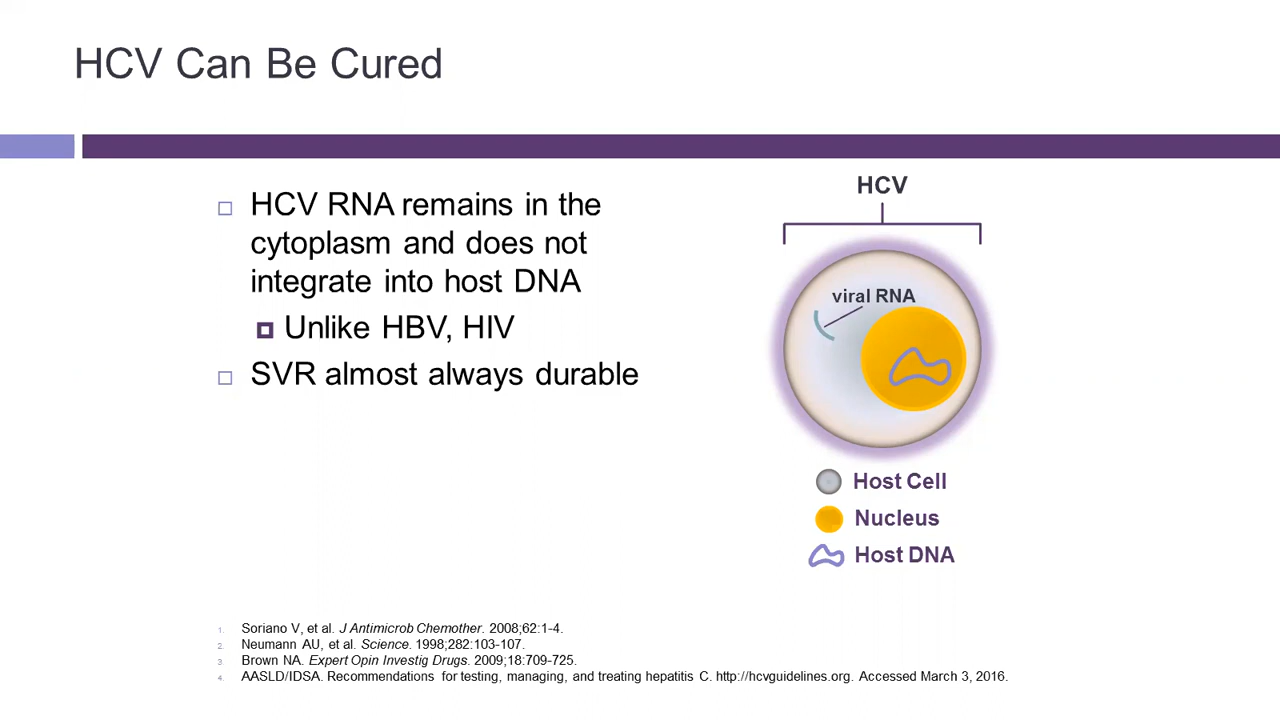 HCV Can Be Cured
HCV RNA remains in the
cytoplasm and does not
integrate into host DNA
Unlike HBV, HIV
SVR almost always durable
HCV
viral RNA
Host Cell
Nucleus
Host DNA
1. Soriano V, et al. J Antimicrob Chemother. 2008;62:1-4.
2. Neumann AU, et al. Science. 1998;282:103-107.
3. Brown NA. Expert Opin Investig Drugs. 2009;18:709-725.
4. AASLD/IDSA. Recommendations for testing, managing, and treating hepatitis C. http://hcvguidelines.org. Accessed March 3, 2016.